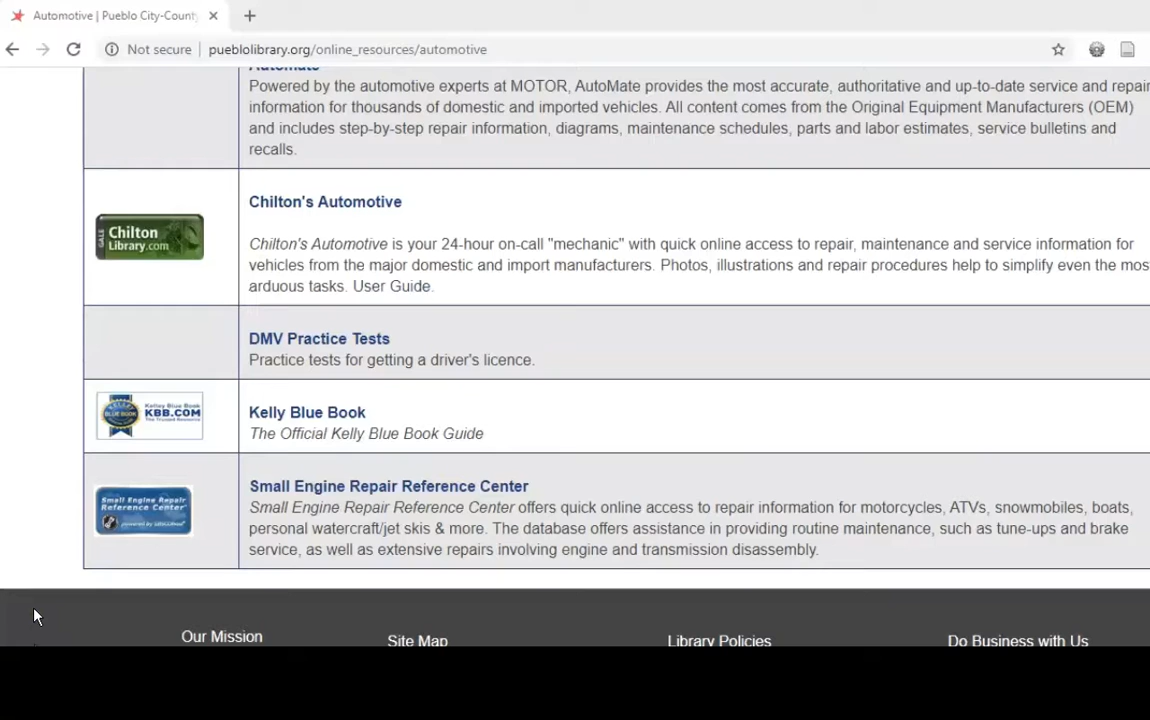 Automotive | Pueblo City-County
Not secure | pueblolibrary.org/online_resources/automotive
Automate
Powered by the automotive experts at MOTOR, AutoMate provides the most accurate, authoritative and up-to-date service and repair
information for thousands of domestic and imported vehicles. All content comes from the Original Equipment Manufacturers (OEM)
and includes step-by-step repair information, diagrams, maintenance schedules, parts and labor estimates, service bulletins and
recalls.
GALE
Chilton
Library.com
Chilton's Automotive
Chilton's Automotive is your 24-hour on-call "mechanic" with quick online access to repair, maintenance and service information for
vehicles from the major domestic and import manufacturers. Photos, illustrations and repair procedures help to simplify even the mos
arduous tasks. User Guide.
DMV Practice Tests
Practice tests for getting a driver's licence.
Kelley Blue Book
KBB.COM
The Trusted Resource
BLUE BOOK
Kelly Blue Book
The Official Kelly Blue Book Guide
Small Engine Repair
Reference Center
Small Engine Repair Reference Center
Small Engine Repair Reference Center offers quick online access to repair information for motorcycles, ATVs, snowmobiles, boats,
personal watercraft/jet skis & more. The database offers assistance in providing routine maintenance, such as tune-ups and brake
service, as well as extensive repairs involving engine and transmission disassembly.
Our Mission
Site Map
Library Policies
Do Business with Us